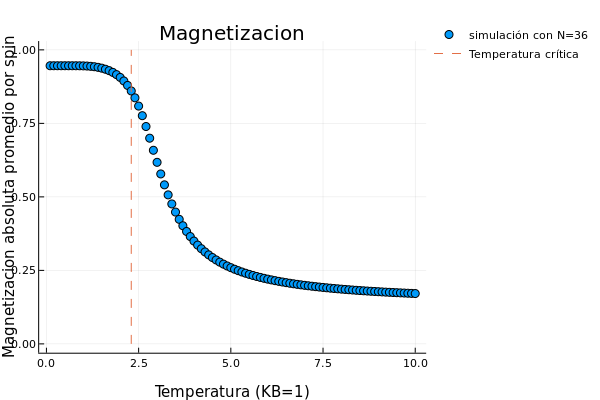 Magnetizacion
simulación con N=36
Temperatura crítica
Magnetizacion absoluta promedio por spin
1.00
0.75
0.50
0.25
0.00
0.0 2.5 5.0 7.5 10.0
Temperatura (KB=1)